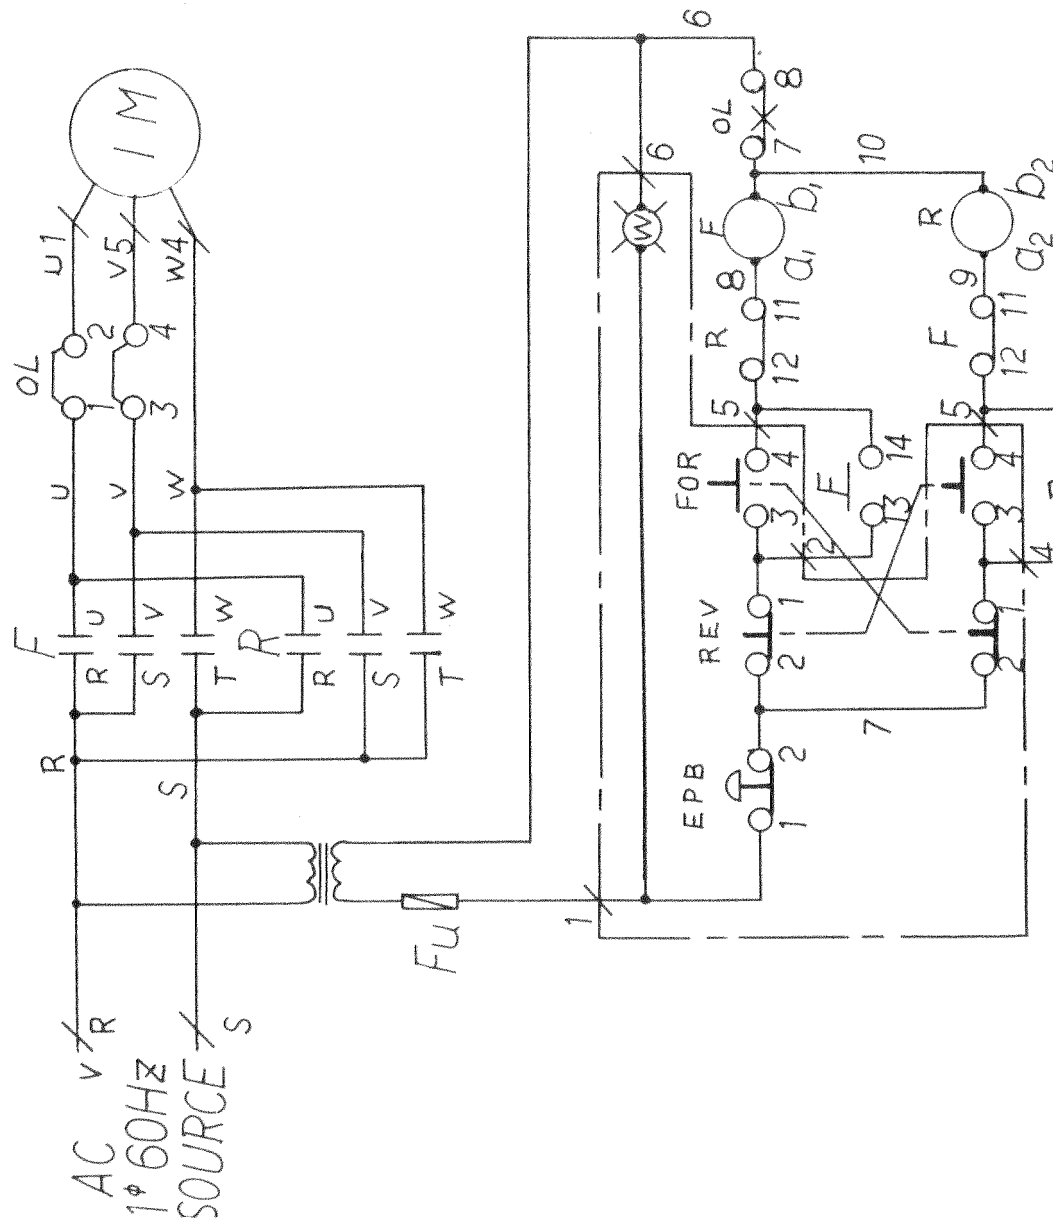 AC
1φ 60Hz
SOURCE
V
R
S
R
S
F
R
S
T
U
V
W
R
R
S
T
U
V
W
U
V
W
OL
1
2
3
4
U1
V5
W4
IM
Fu
1
6
6
W
EPB
1
2
REV
2
1
2
FOR
3
4
5
F
13
14
R
12
11
8
F
a1
b1
OL
7
8
10
7
2
1
4
3
4
5
F
12
11
9
R
a2
b2